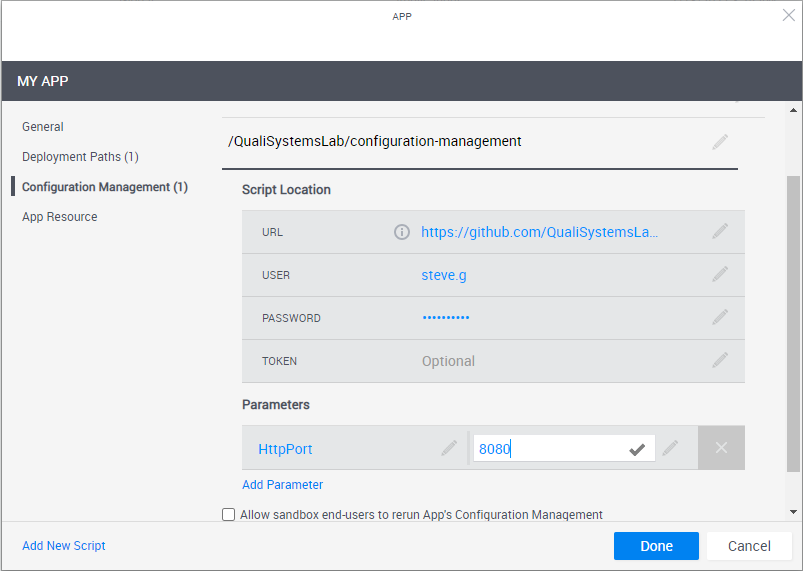 APP
MY APP
General
Deployment Paths (1)
Configuration Management (1)
App Resource
/QualiSystemsLab/configuration-management
Script Location
URL https://github.com/QualiSystemsLa...
USER steve.g
PASSWORD ••••••••••
TOKEN Optional
Parameters
HttpPort 8080
Add Parameter
Allow sandbox end-users to rerun App's Configuration Management
Add New Script Done Cancel